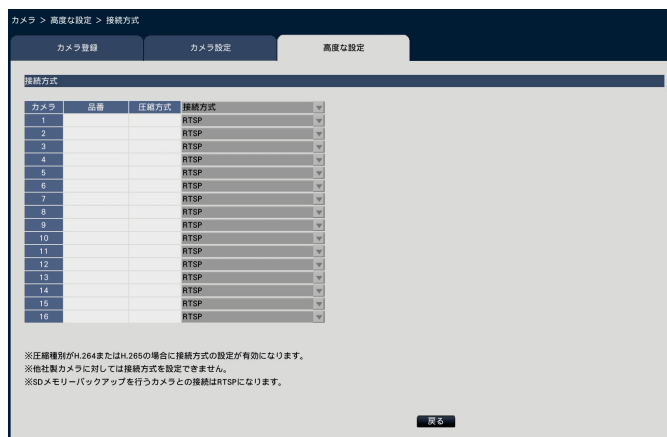 カメラ > 高度な設定 > 接続方式
カメラ登録 カメラ設定 高度な設定
接続方式
カメラ 品番 圧縮方式 接続方式
1 RTSP
2 RTSP
3 RTSP
4 RTSP
5 RTSP
6 RTSP
7 RTSP
8 RTSP
9 RTSP
10 RTSP
11 RTSP
12 RTSP
13 RTSP
14 RTSP
15 RTSP
16 RTSP
※圧縮種別がH.264またはH.265の場合に接続方式の設定が有効になります。
※他社製カメラに対しては接続方式を設定できません。
※SDメモリーバックアップを行うカメラとの接続はRTSPになります。
戻る